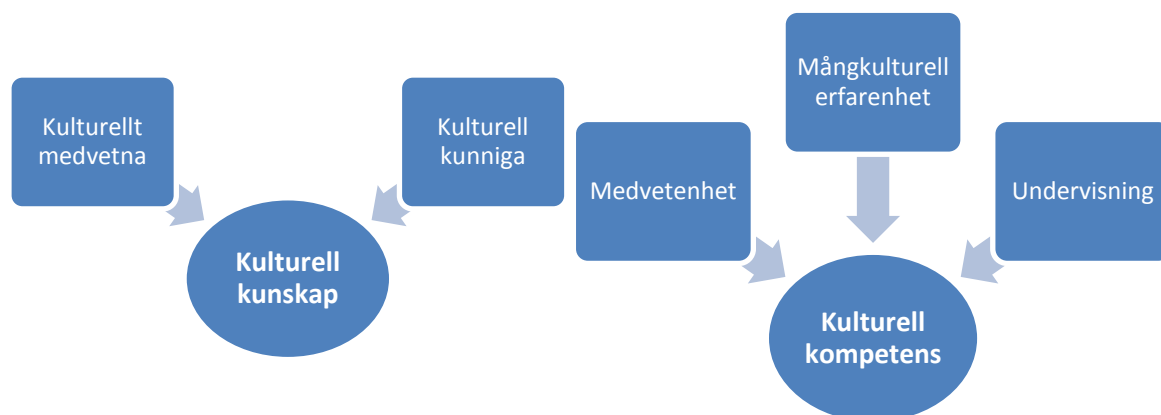 Kulturellt
medvetna
Kulturell
kunniga
Kulturell
kunskap
Mångkulturell
erfarenhet
Medvetenhet
Undervisning
Kulturell
kompetens